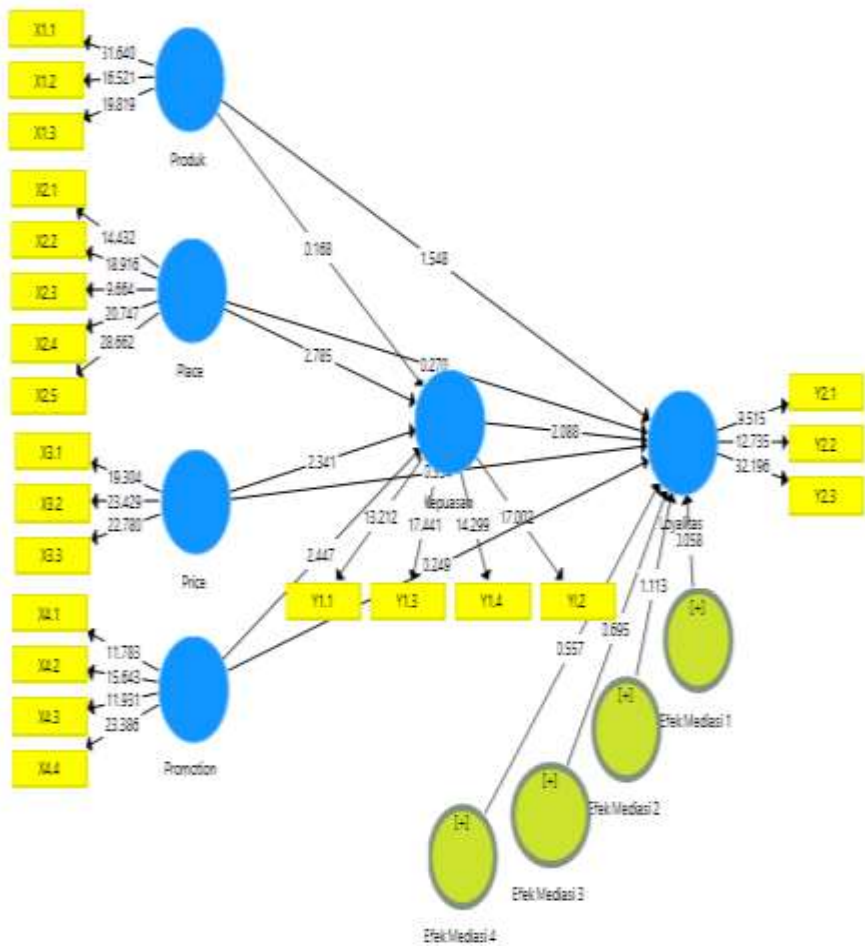 X1.1
31.640
X1.2
16.521
X1.3
19.819
Produk
X2.1
14.432
X2.2
18.916
X2.3
9.664
X2.4
20.747
X2.5
28.662
Place
0.168
1.548
2.785
0.270
X3.1
19.304
X3.2
23.429
X3.3
22.780
Price
2.341
2.088
Y2.1
9.515
Y2.2
12.735
Y2.3
32.196
13.212
17.441
14.299
17.002
2.447
0.249
Y1.1
Y1.3
Y1.4
YI.2
X4.1
11.783
X4.2
15.643
X4.3
11.931
X4.4
23.386
Promotion
0.557
0.695
1.113
[+]
Efek Mediasi 1
[+]
Efek Mediasi 2
[+]
Efek Mediasi 3
[+]
Efek Mediasi 4